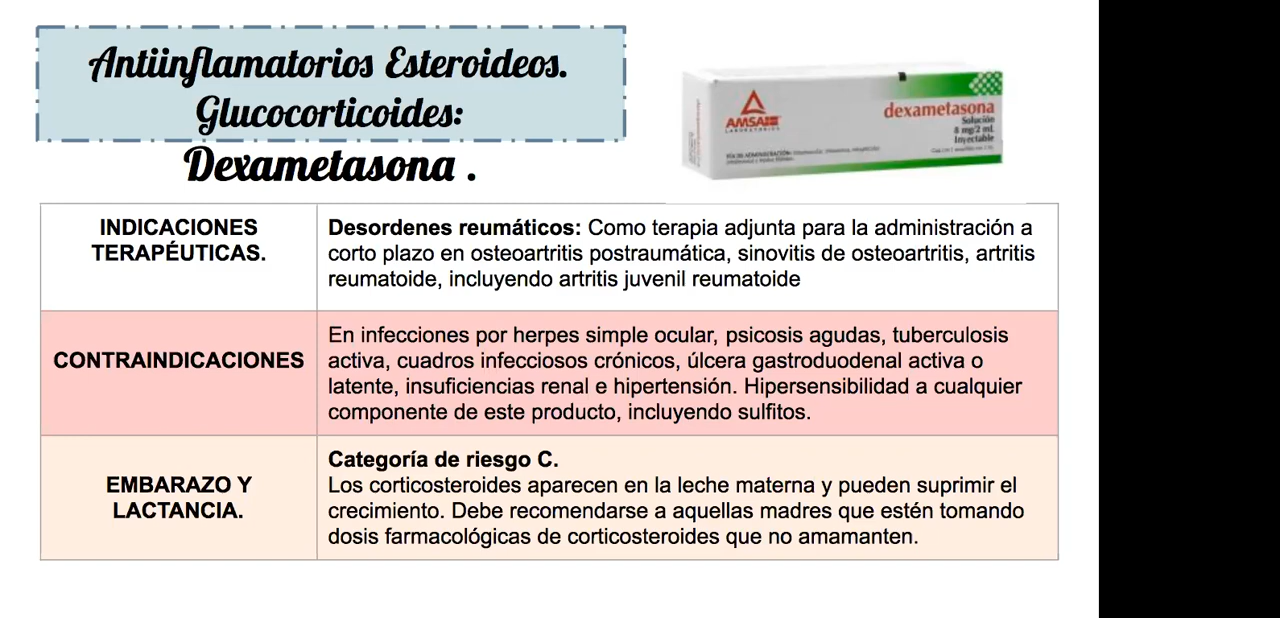 Antiinflamatorios Esteroideos.
Glucocorticoides:
Dexametasona .
AMSA
LABORATORIOS
dexametasona
Solución
8 mg/2 mL
Inyectable
VÍA DE ADMINISTRACIÓN:
INDICACIONES
TERAPÉUTICAS.
Desordenes reumáticos: Como terapia adjunta para la administración a
corto plazo en osteoartritis postraumática, sinovitis de osteoartritis, artritis
reumatoide, incluyendo artritis juvenil reumatoide
CONTRAINDICACIONES
En infecciones por herpes simple ocular, psicosis agudas, tuberculosis
activa, cuadros infecciosos crónicos, úlcera gastroduodenal activa o
latente, insuficiencias renal e hipertensión. Hipersensibilidad a cualquier
componente de este producto, incluyendo sulfitos.
EMBARAZO Y
LACTANCIA.
Categoría de riesgo C.
Los corticosteroides aparecen en la leche materna y pueden suprimir el
crecimiento. Debe recomendarse a aquellas madres que estén tomando
dosis farmacológicas de corticosteroides que no amamanten.